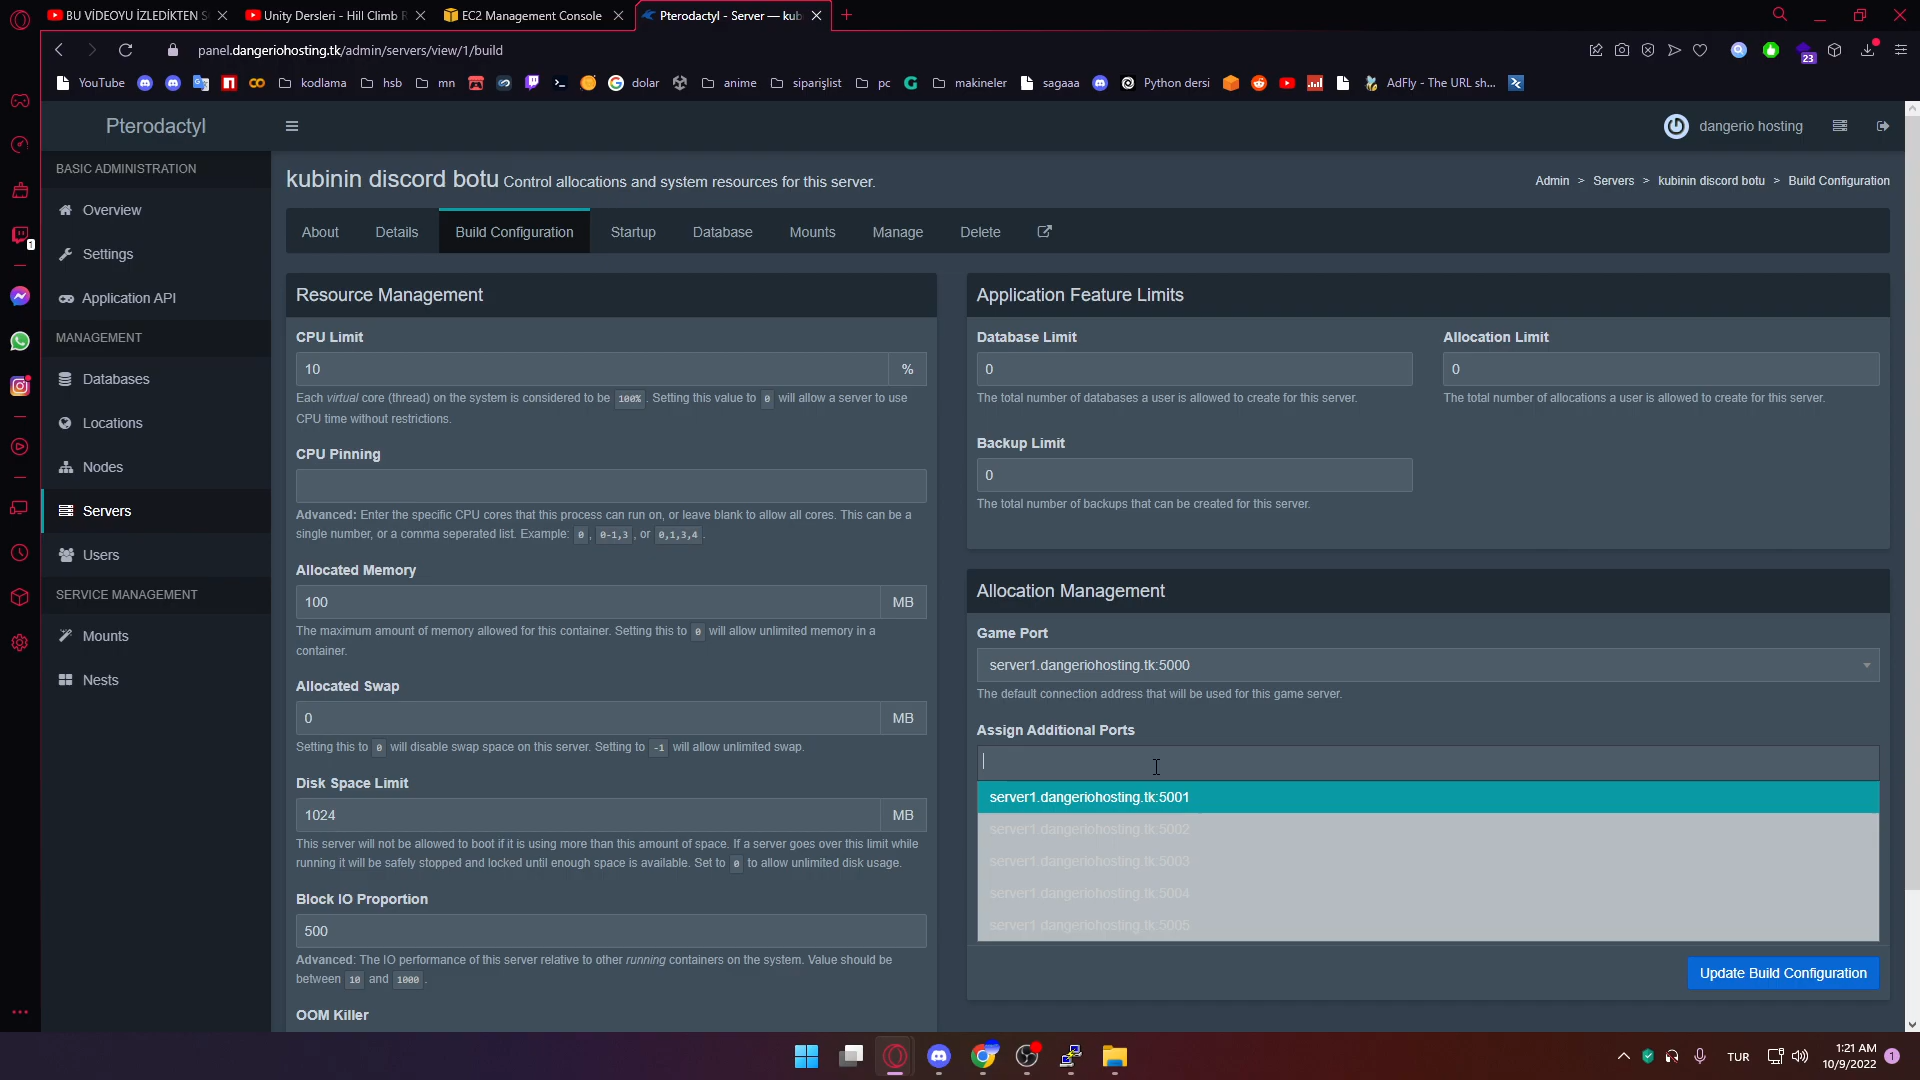 BU VİDEOYU İZLEDİKTEN S
Unity Dersleri - Hill Climb R
EC2 Management Console
Pterodactyl - Server — kub
panel.dangeriohosting.tk/admin/servers/view/1/build
23
YouTube
kodlama
hsb
mn
dolar
anime
siparişlist
pc
makineler
sagaaa
Python dersi
AdFly - The URL sh...
Pterodactyl
dangerio hosting
BASIC ADMINISTRATION
Overview
Settings
Application API
MANAGEMENT
Databases
Locations
Nodes
Servers
Users
SERVICE MANAGEMENT
Mounts
Nests
1
kubinin discord botu Control allocations and system resources for this server.
Admin > Servers > kubinin discord botu > Build Configuration
About
Details
Build Configuration
Startup
Database
Mounts
Manage
Delete
Resource Management
CPU Limit
10
%
Each virtual core (thread) on the system is considered to be 100%. Setting this value to 0 will allow a server to use
CPU time without restrictions.
CPU Pinning
Advanced: Enter the specific CPU cores that this process can run on, or leave blank to allow all cores. This can be a
single number, or a comma seperated list. Example: 0, 0-1,3, or 0,1,3,4.
Allocated Memory
100
MB
The maximum amount of memory allowed for this container. Setting this to 0 will allow unlimited memory in a
container.
Allocated Swap
0
MB
Setting this to 0 will disable swap space on this server. Setting to -1 will allow unlimited swap.
Disk Space Limit
1024
MB
This server will not be allowed to boot if it is using more than this amount of space. If a server goes over this limit while
running it will be safely stopped and locked until enough space is available. Set to 0 to allow unlimited disk usage.
Block IO Proportion
500
Advanced: The IO performance of this server relative to other running containers on the system. Value should be
between 10 and 1000.
OOM Killer
Application Feature Limits
Database Limit
0
The total number of databases a user is allowed to create for this server.
Allocation Limit
0
The total number of allocations a user is allowed to create for this server.
Backup Limit
0
The total number of backups that can be created for this server.
Allocation Management
Game Port
server1.dangeriohosting.tk:5000
The default connection address that will be used for this game server.
Assign Additional Ports
server1.dangeriohosting.tk:5001
server1.dangeriohosting.tk:5002
server1.dangeriohosting.tk:5003
server1.dangeriohosting.tk:5004
server1.dangeriohosting.tk:5005
Update Build Configuration
TUR
1:21 AM
10/9/2022
1